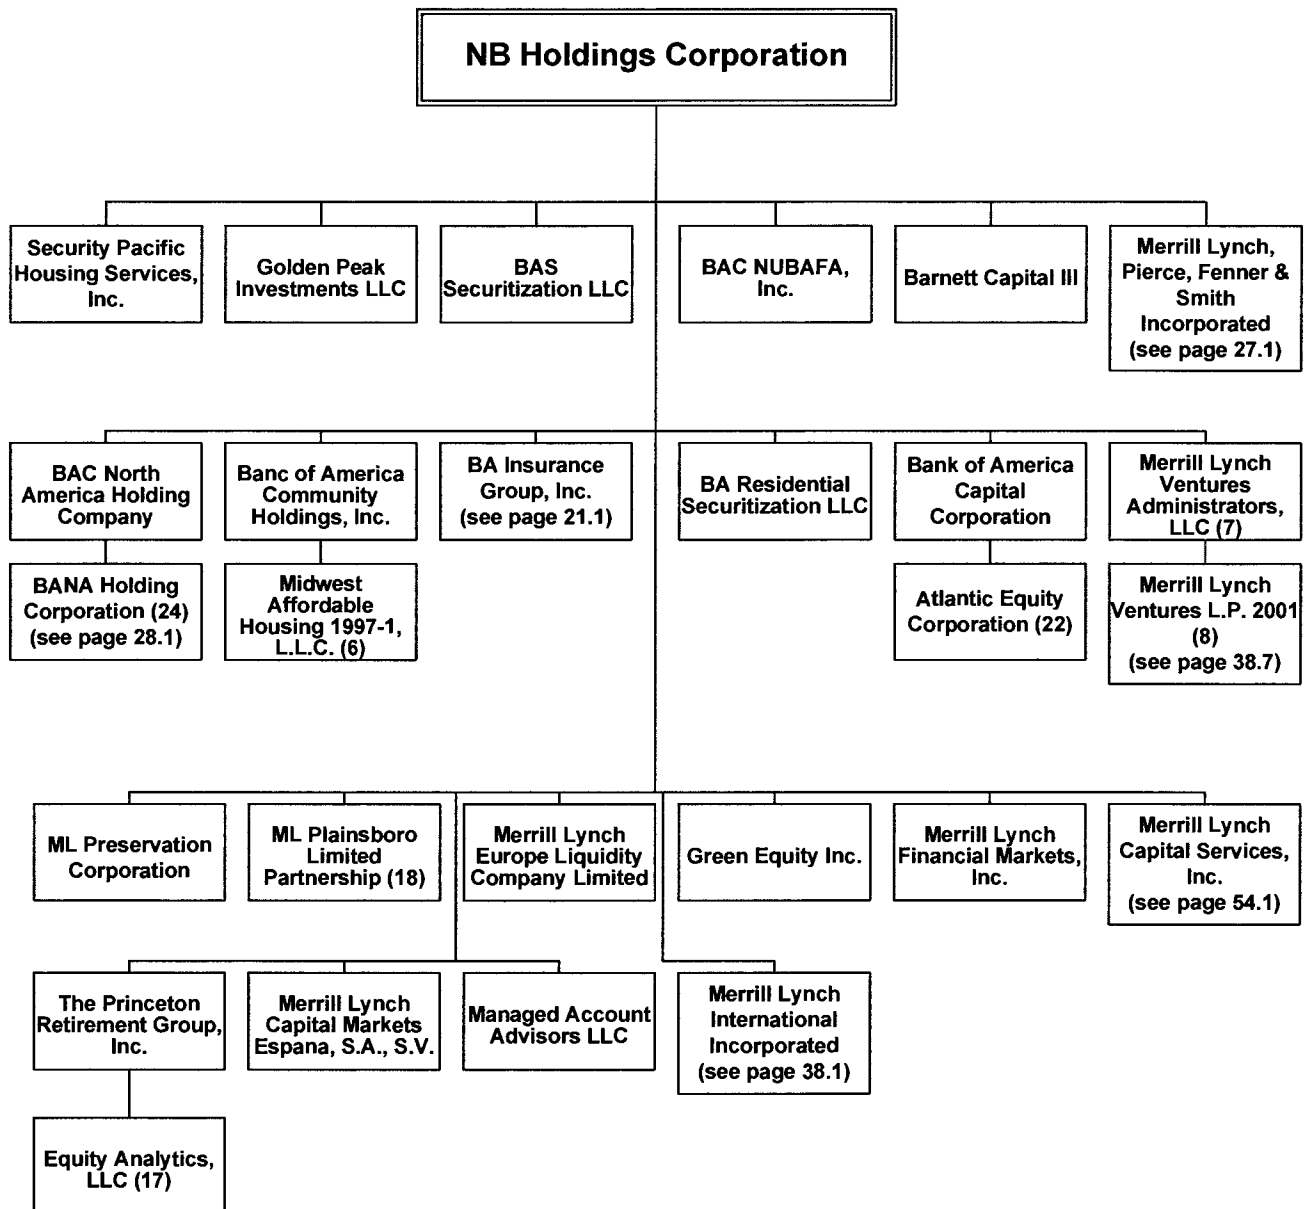 NB Holdings Corporation
Security Pacific
Housing Services,
Inc.
Golden Peak
Investments LLC
BAS
Securitization LLC
BAC NUBAFA,
Inc.
Barnett Capital III
Merrill Lynch,
Pierce, Fenner &
Smith
Incorporated
(see page 27.1)
BAC North
America Holding
Company
Banc of America
Community
Holdings, Inc.
BA Insurance
Group, Inc.
(see page 21.1)
BA Residential
Securitization LLC
Bank of America
Capital
Corporation
Merrill Lynch
Ventures
Administrators,
LLC (7)
BANA Holding
Corporation (24)
(see page 28.1)
Midwest
Affordable
Housing 1997-1,
L.L.C. (6)
Atlantic Equity
Corporation (22)
Merrill Lynch
Ventures L.P. 2001
(8)
(see page 38.7)
ML Preservation
Corporation
ML Plainsboro
Limited
Partnership (18)
Merrill Lynch
Europe Liquidity
Company Limited
Green Equity Inc.
Merrill Lynch
Financial Markets,
Inc.
Merrill Lynch
Capital Services,
Inc.
(see page 54.1)
The Princeton
Retirement Group,
Inc.
Merrill Lynch
Capital Markets
Espana, S.A., S.V.
Managed Account
Advisors LLC
Merrill Lynch
International
Incorporated
(see page 38.1)
Equity Analytics,
LLC (17)